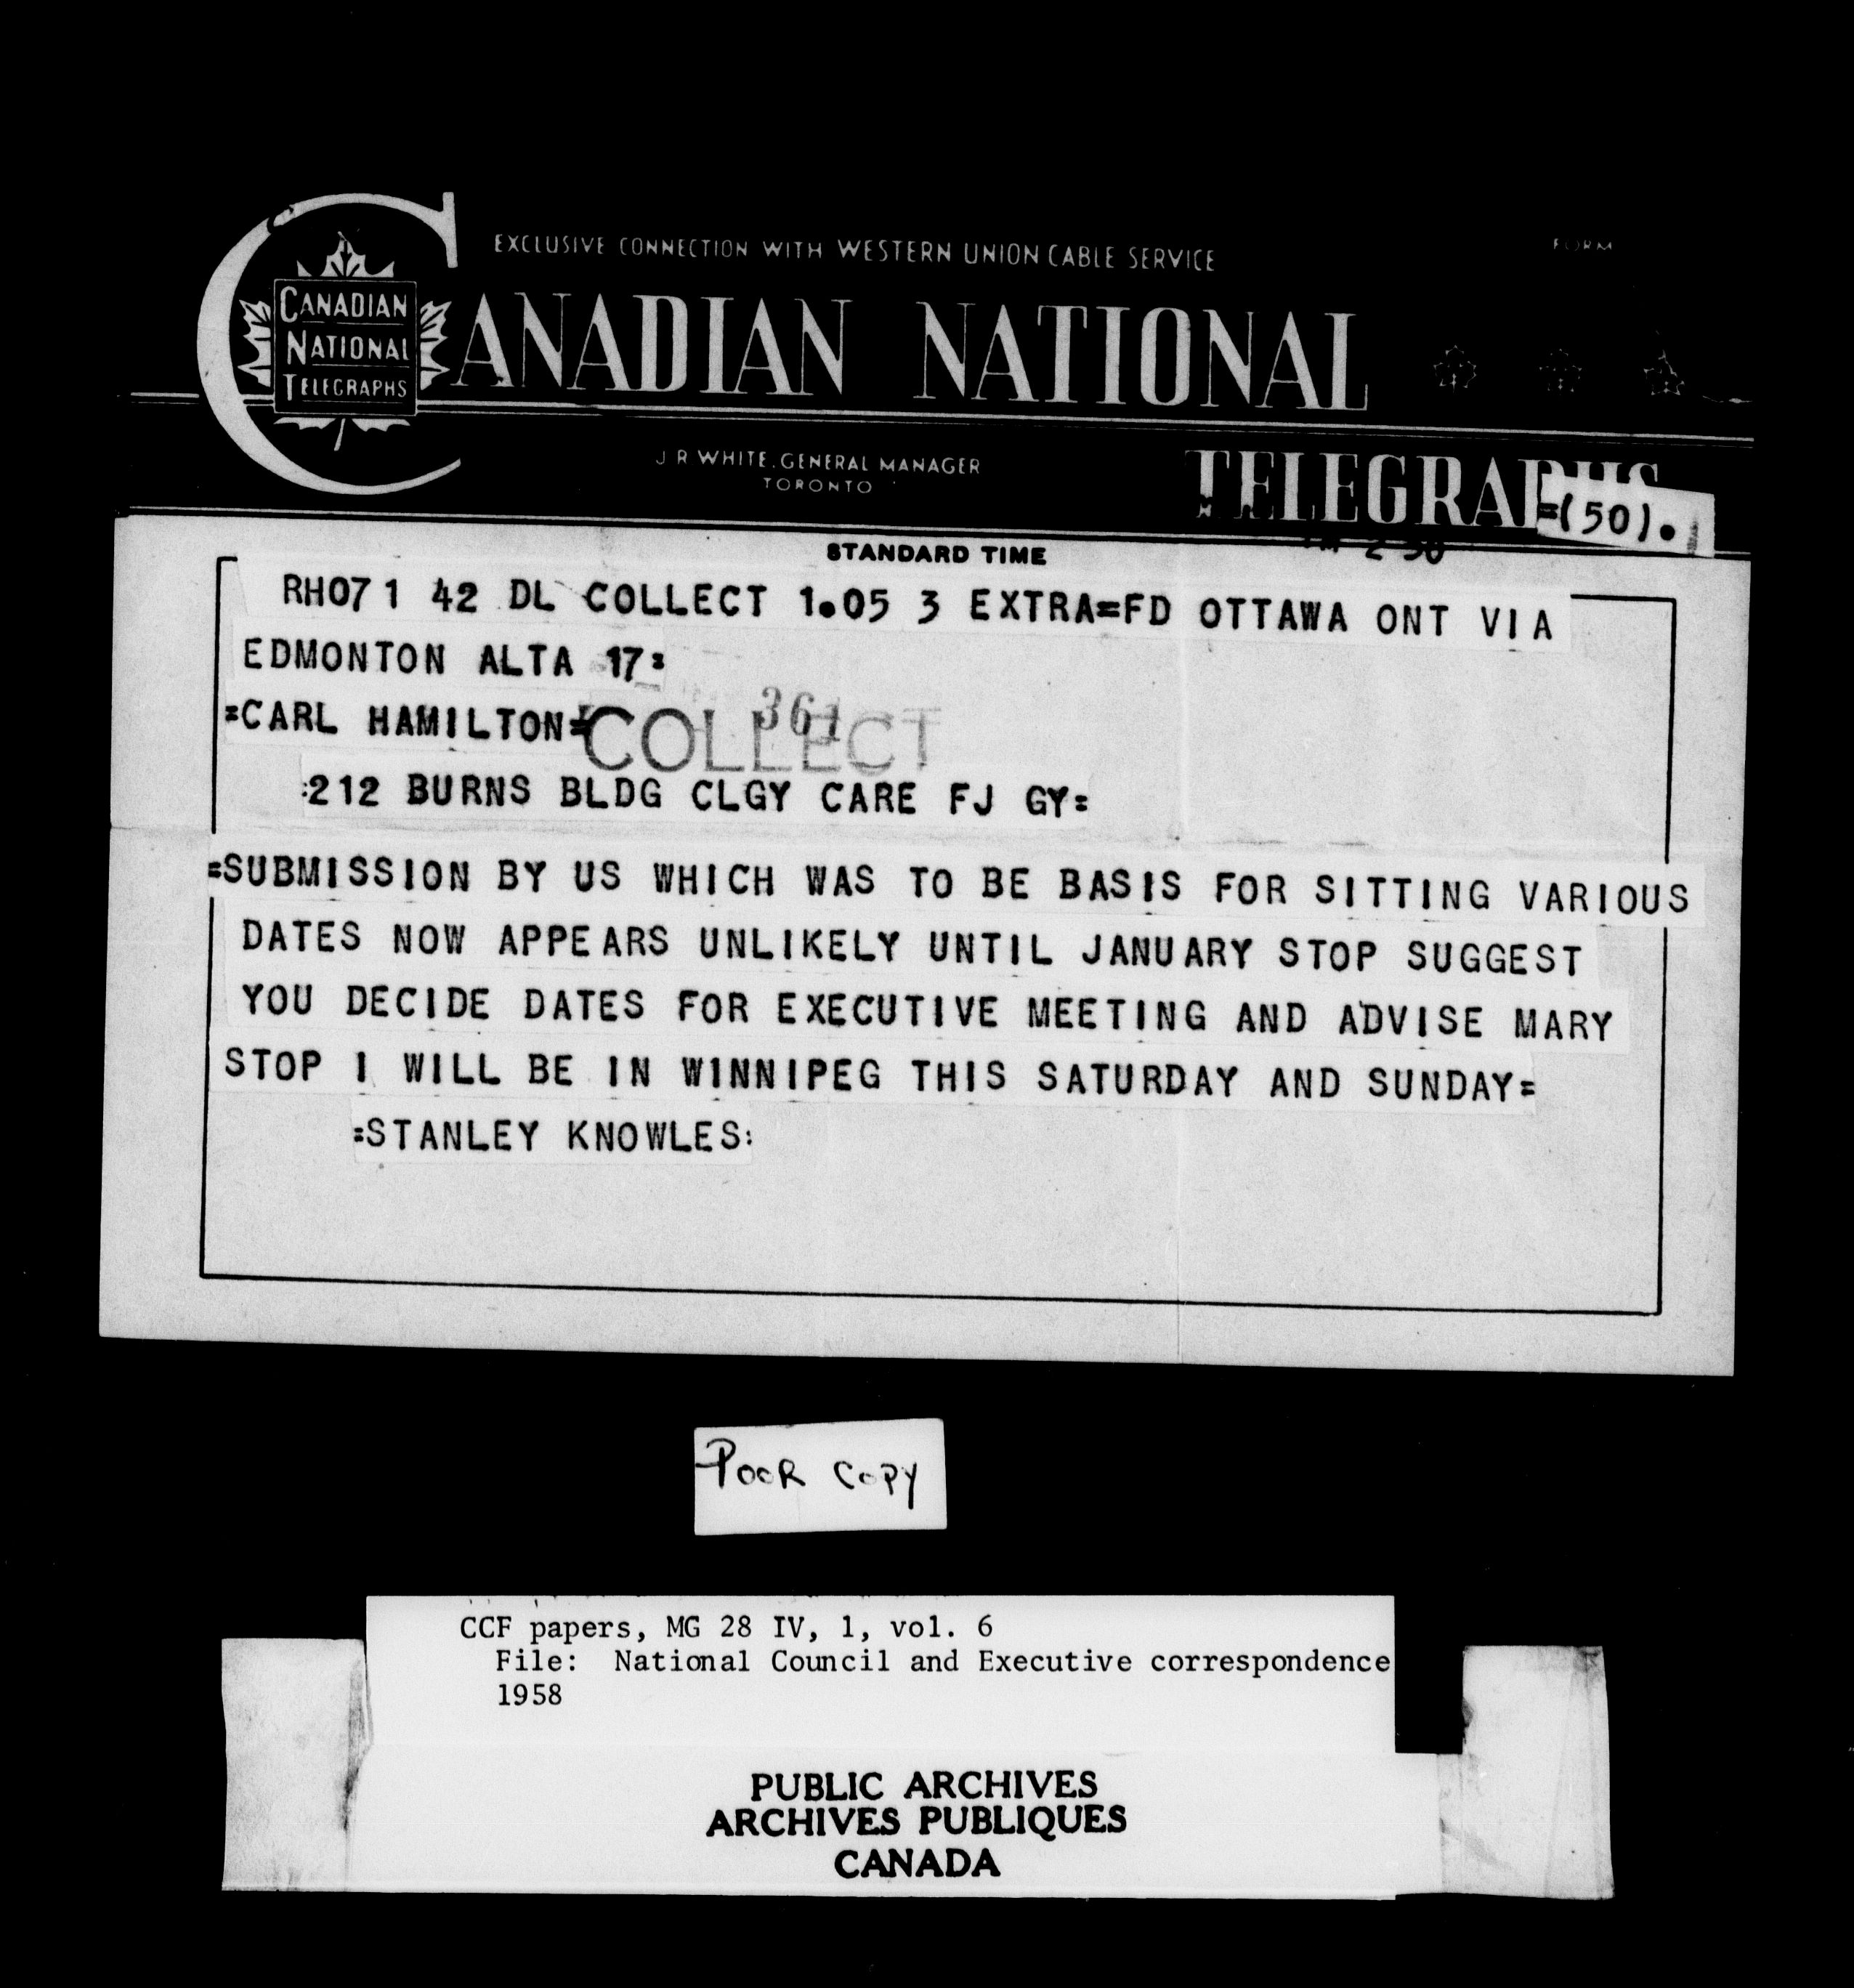 EXCLUSIVE CONNECTION WITH WESTERN UNION CABLE SERVICE
FORM
CANADIAN NATIONAL
CANADIAN
NATIONAL
TELEGRAPHS
J R WHITE. GENERAL MANAGER
TORONTO
TELEGRAPHS
=(50).
STANDARD TIME
RH071 42 DL COLLECT 1.05 3 EXTRA=FD OTTAWA ONT VIA
EDMONTON ALTA 17=
=CARL HAMILTON=
361
COLLECT
:212 BURNS BLDG CLGY CARE FJ GY=
=SUBMISSION BY US WHICH WAS TO BE BASIS FOR SITTING VARIOUS
DATES NOW APPEARS UNLIKELY UNTIL JANUARY STOP SUGGEST
YOU DECIDE DATES FOR EXECUTIVE MEETING AND ADVISE MARY
STOP I WILL BE IN WINNIPEG THIS SATURDAY AND SUNDAY=
=STANLEY KNOWLES:
POOR COPY
CCF papers, MG 28 IV, 1, vol. 6
File: National Council and Executive correspondence
1958
PUBLIC ARCHIVES
ARCHIVES PUBLIQUES
CANADA